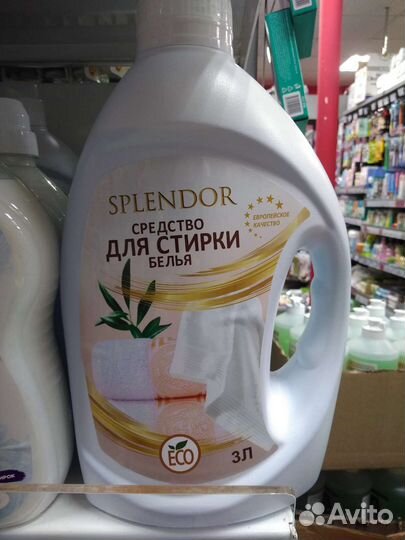 SPLENDOR
ЕВРОПЕЙСКОЕ
КАЧЕСТВО
СРЕДСТВО
ДЛЯ СТИРКИ
БЕЛЬЯ
ECO
3Л
Avito